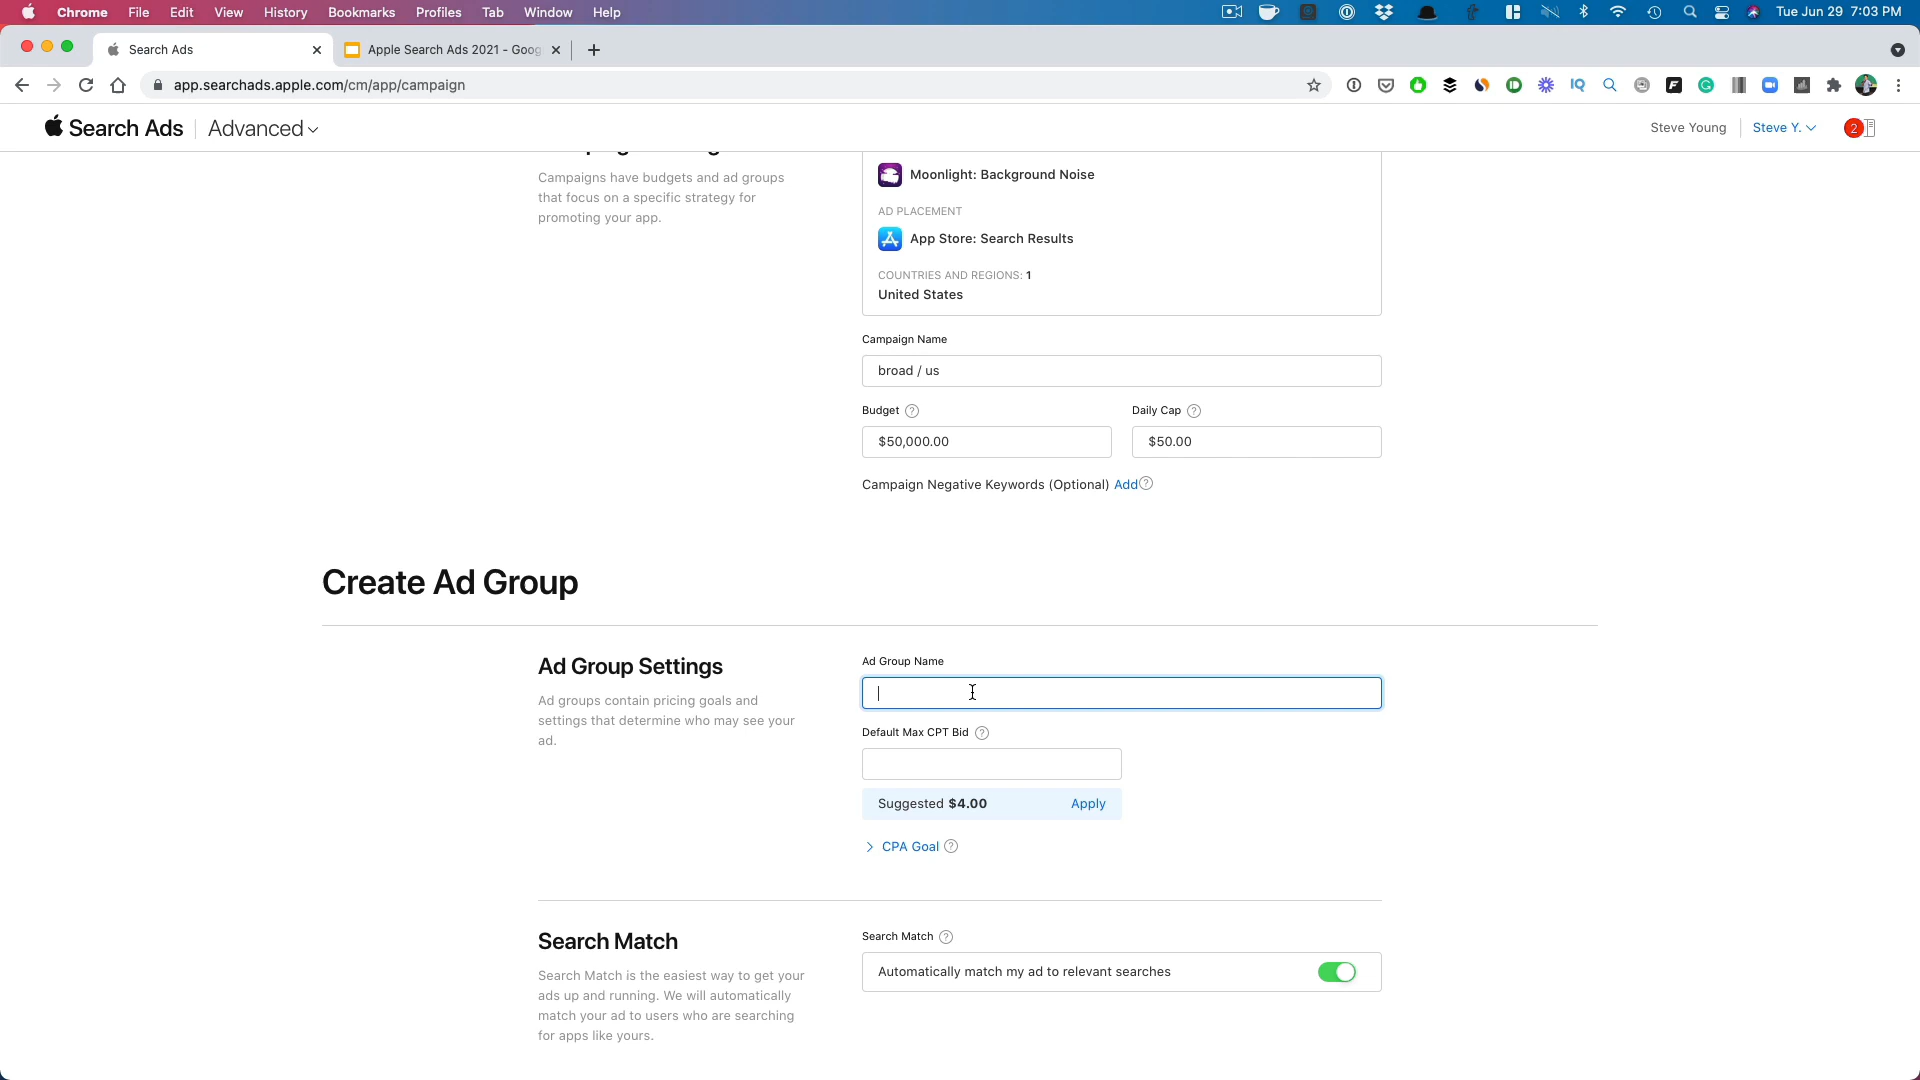 Chrome File Edit View History Bookmarks Profiles Tab Window Help Tue Jun 29 7:03 PM
Search Ads Apple Search Ads 2021 - Goog
app.searchads.apple.com/cm/app/campaign
Search Ads Advanced Steve Young Steve Y. 2
Campaigns have budgets and ad groups
that focus on a specific strategy for
promoting your app.
Moonlight: Background Noise
AD PLACEMENT
App Store: Search Results
COUNTRIES AND REGIONS: 1
United States
Campaign Name
broad / us
Budget ? Daily Cap ?
$50,000.00 $50.00
Campaign Negative Keywords (Optional) Add ?
Create Ad Group
Ad Group Settings
Ad groups contain pricing goals and
settings that determine who may see your
ad.
Ad Group Name
Default Max CPT Bid ?
Suggested $4.00 Apply
CPA Goal ?
Search Match
Search Match is the easiest way to get your
ads up and running. We will automatically
match your ad to users who are searching
for apps like yours.
Search Match ?
Automatically match my ad to relevant searches